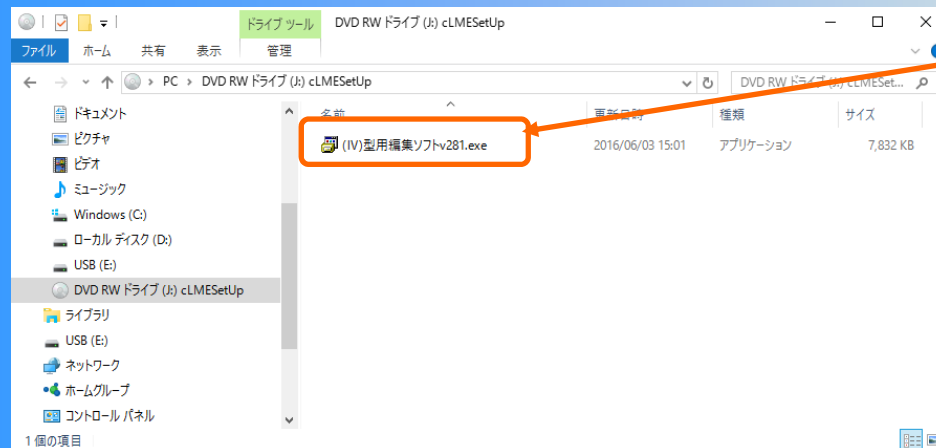 ドライブ ツール DVD RW ドライブ (J:) cLMESetUp
ファイル ホーム 共有 表示 管理
PC DVD RW ドライブ (J:) cLMESetUp DVD RW ドライブ (J:) cLMESet...
名前 更新日時 種類 サイズ
(IV)型用編集ソフトv281.exe 2016/06/03 15:01 アプリケーション 7,832 KB
ドキュメント
ピクチャ
ビデオ
ミュージック
Windows (C:)
ローカル ディスク (D:)
USB (E:)
DVD RW ドライブ (J:) cLMESetUp
ライブラリ
USB (E:)
ネットワーク
ホームグループ
コントロール パネル
1 個の項目